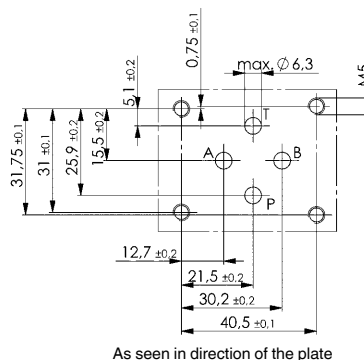 0,75 ±0,1
max. Ø 6,3
M5
5,1 ±0,2
31,75 ±0,1
31 ±0,1
25,9 ±0,2
15,5 ±0,2
T
A
B
P
12,7 ±0,2
21,5 ±0,2
30,2 ±0,2
40,5 ±0,1
As seen in direction of the plate